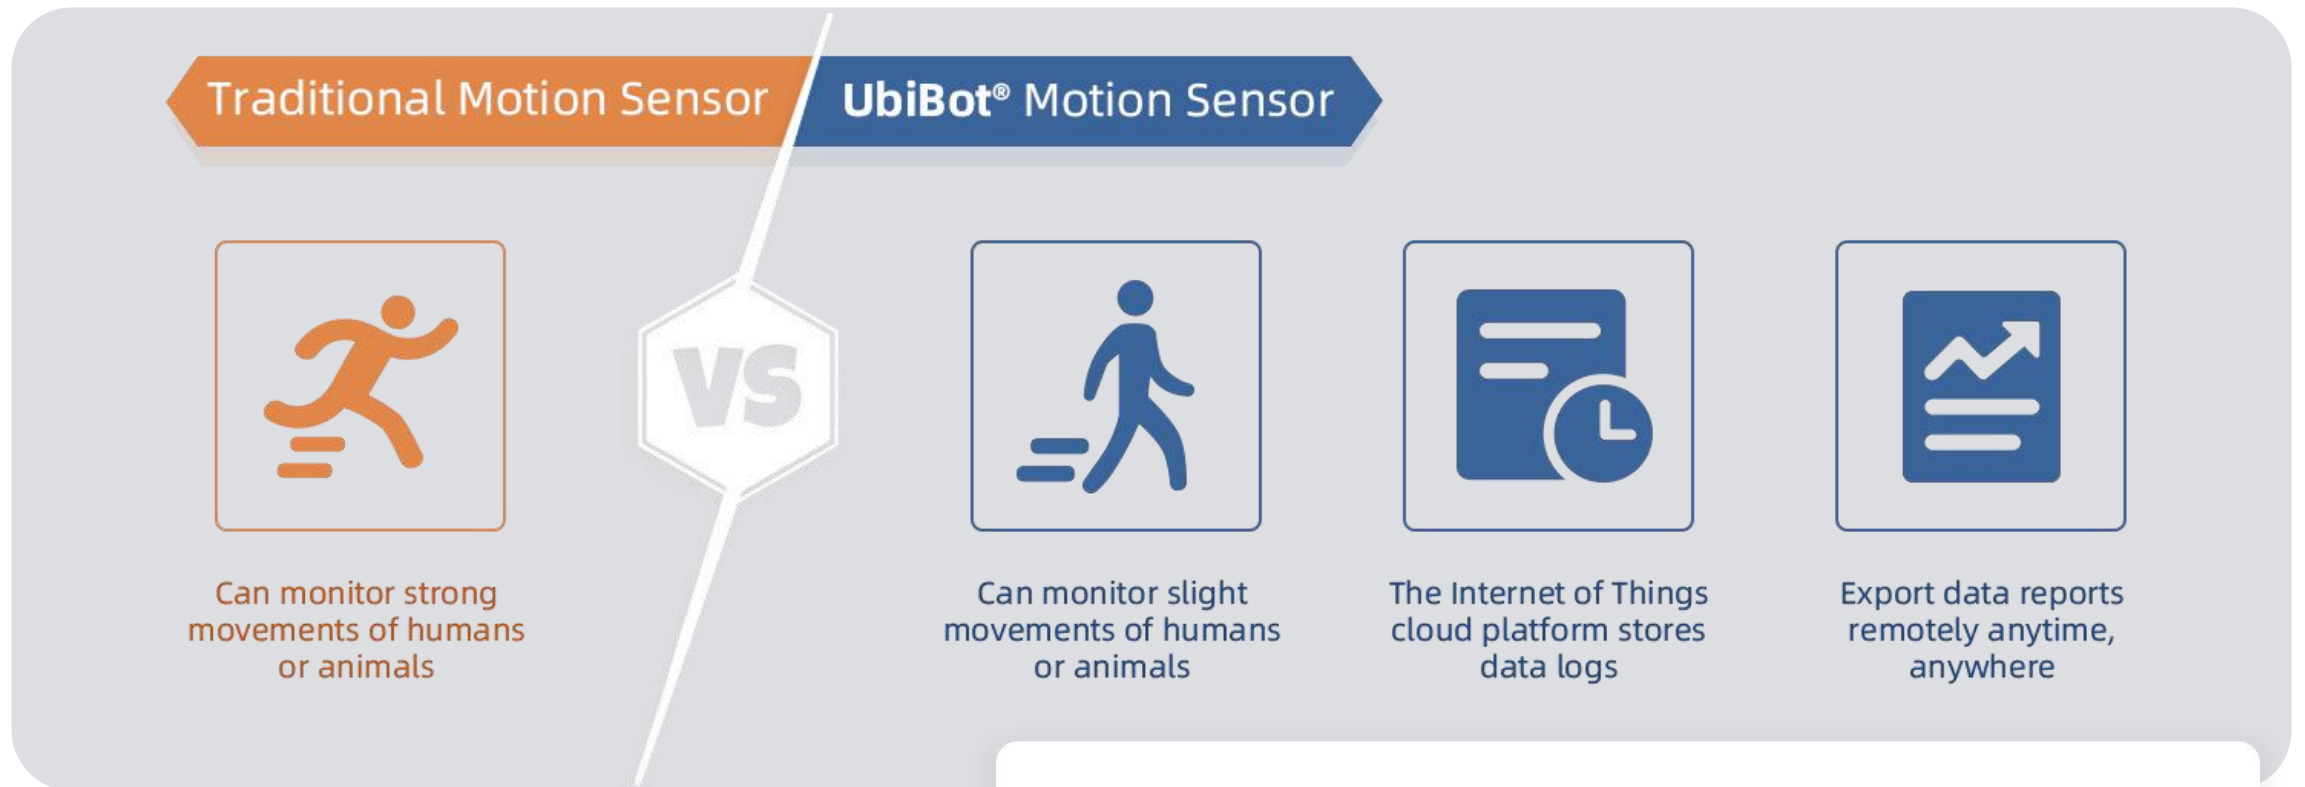 Traditional Motion Sensor
UbiBot® Motion Sensor
VS
Can monitor strong
movements of humans
or animals
Can monitor slight
movements of humans
or animals
The Internet of Things
cloud platform stores
data logs
Export data reports
remotely anytime,
anywhere